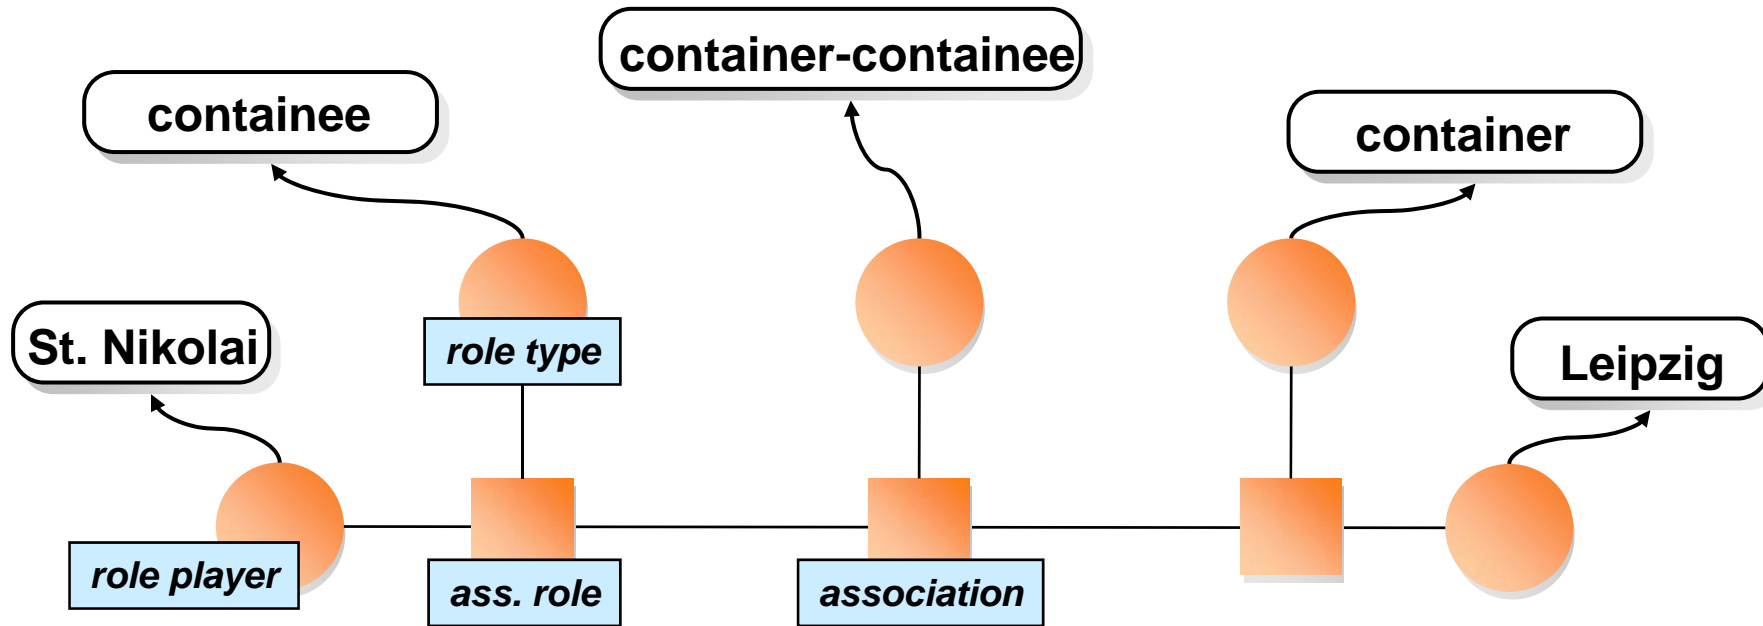 container-containee
containee
container
St. Nikolai
role type
Leipzig
role player
ass. role
association